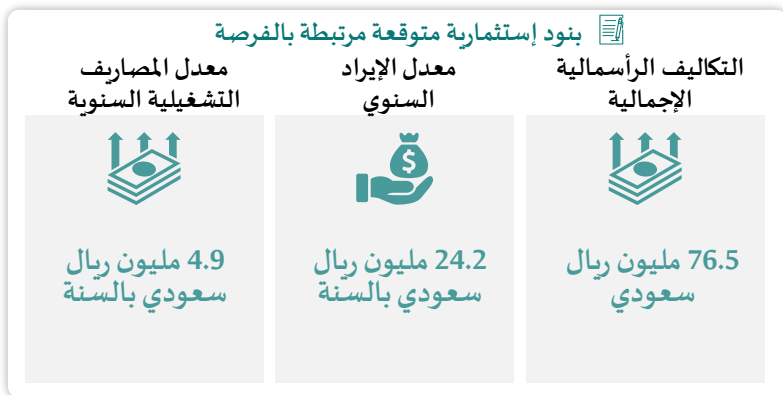 بنود إستثمارية متوقعة مرتبطة بالفرصة
التكاليف الرأسمالية
الإجمالية
76.5 مليون ريال
سعودي
معدل الإيراد
السنوي
$
24.2 مليون ريال
سعودي بالسنة
معدل المصاريف
التشغيلية السنوية
4.9 مليون ريال
سعودي بالسنة